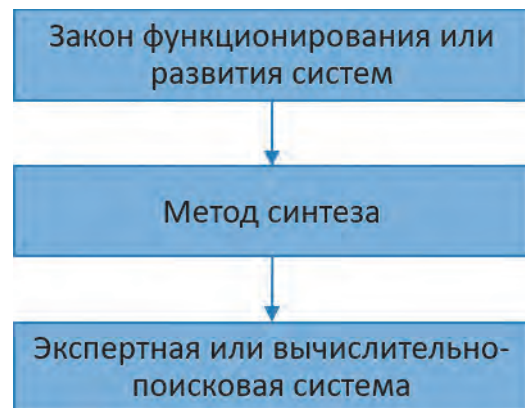 Закон функционирования или
развития систем
Метод синтеза
Экспертная или вычислительно-
поисковая система